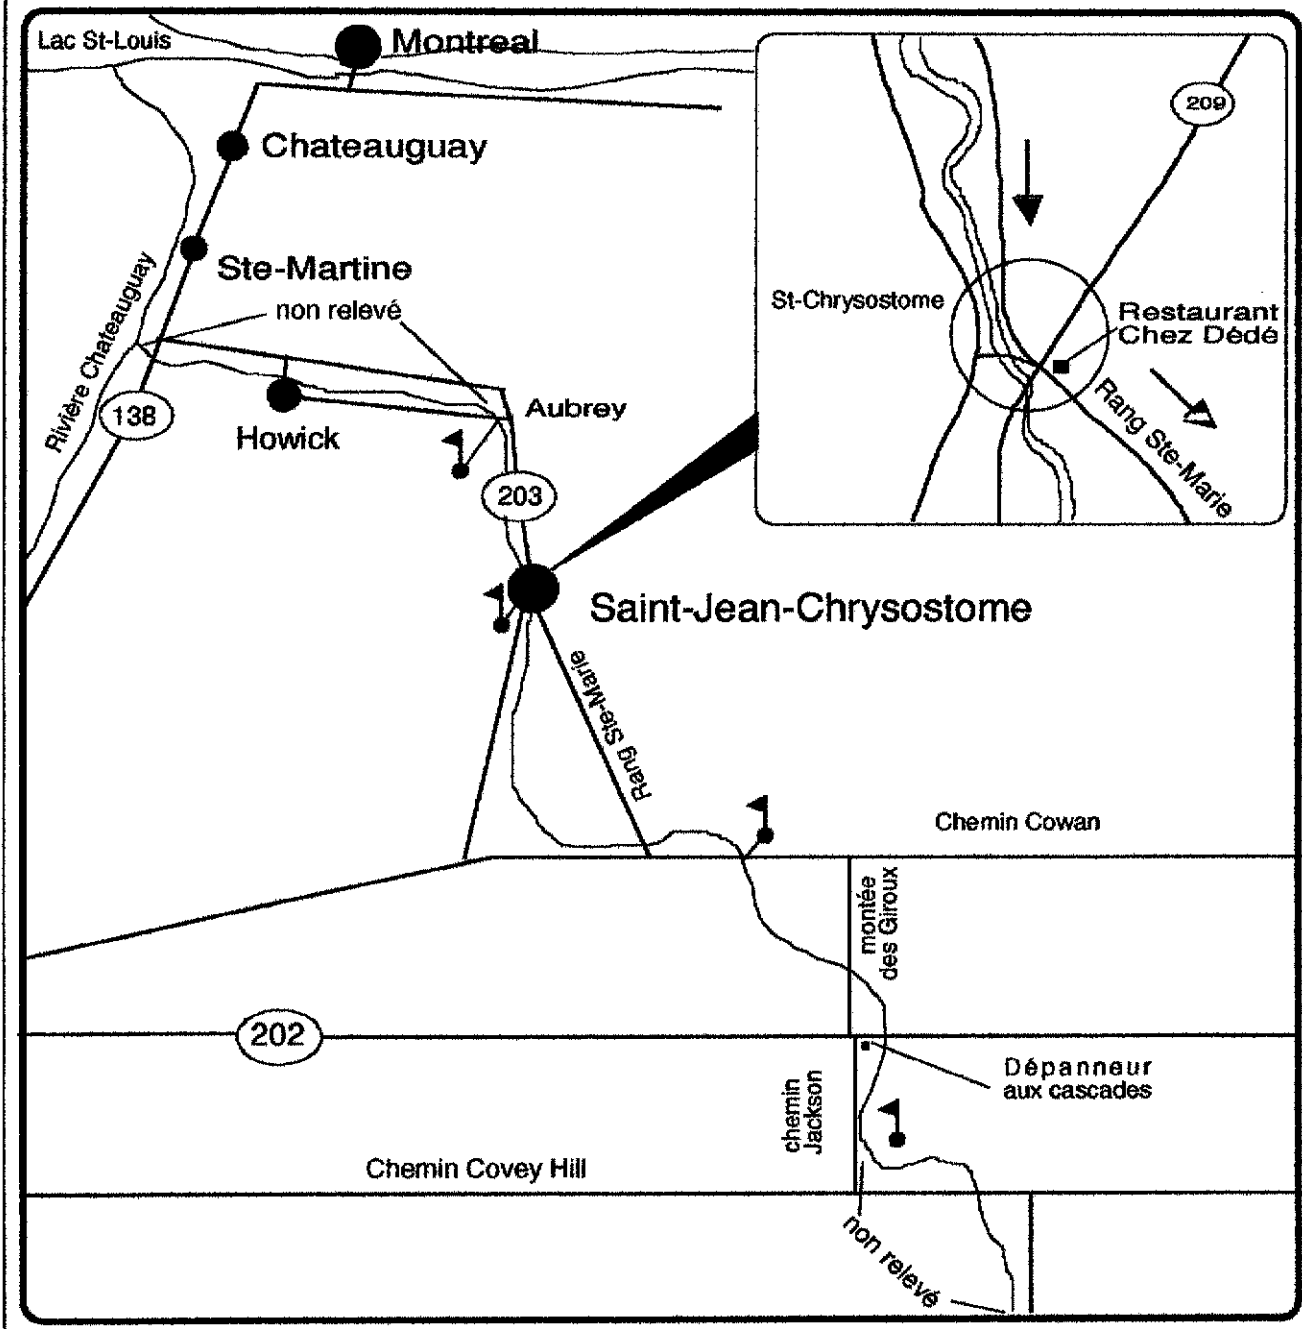 Lac St-Louis
Montreal
209
Chateauguay
Ste-Martine
non relevé
Rivière Chateauguay
St-Chrysostome
Restaurant
Chez Dédé
Rang Ste-Marie
138
Howick
Aubrey
203
Saint-Jean-Chrysostome
Rang Ste-Marie
Chemin Cowan
montée
des Giroux
202
Dépanneur
aux cascades
chemin
Jackson
Chemin Covey Hill
non relevé